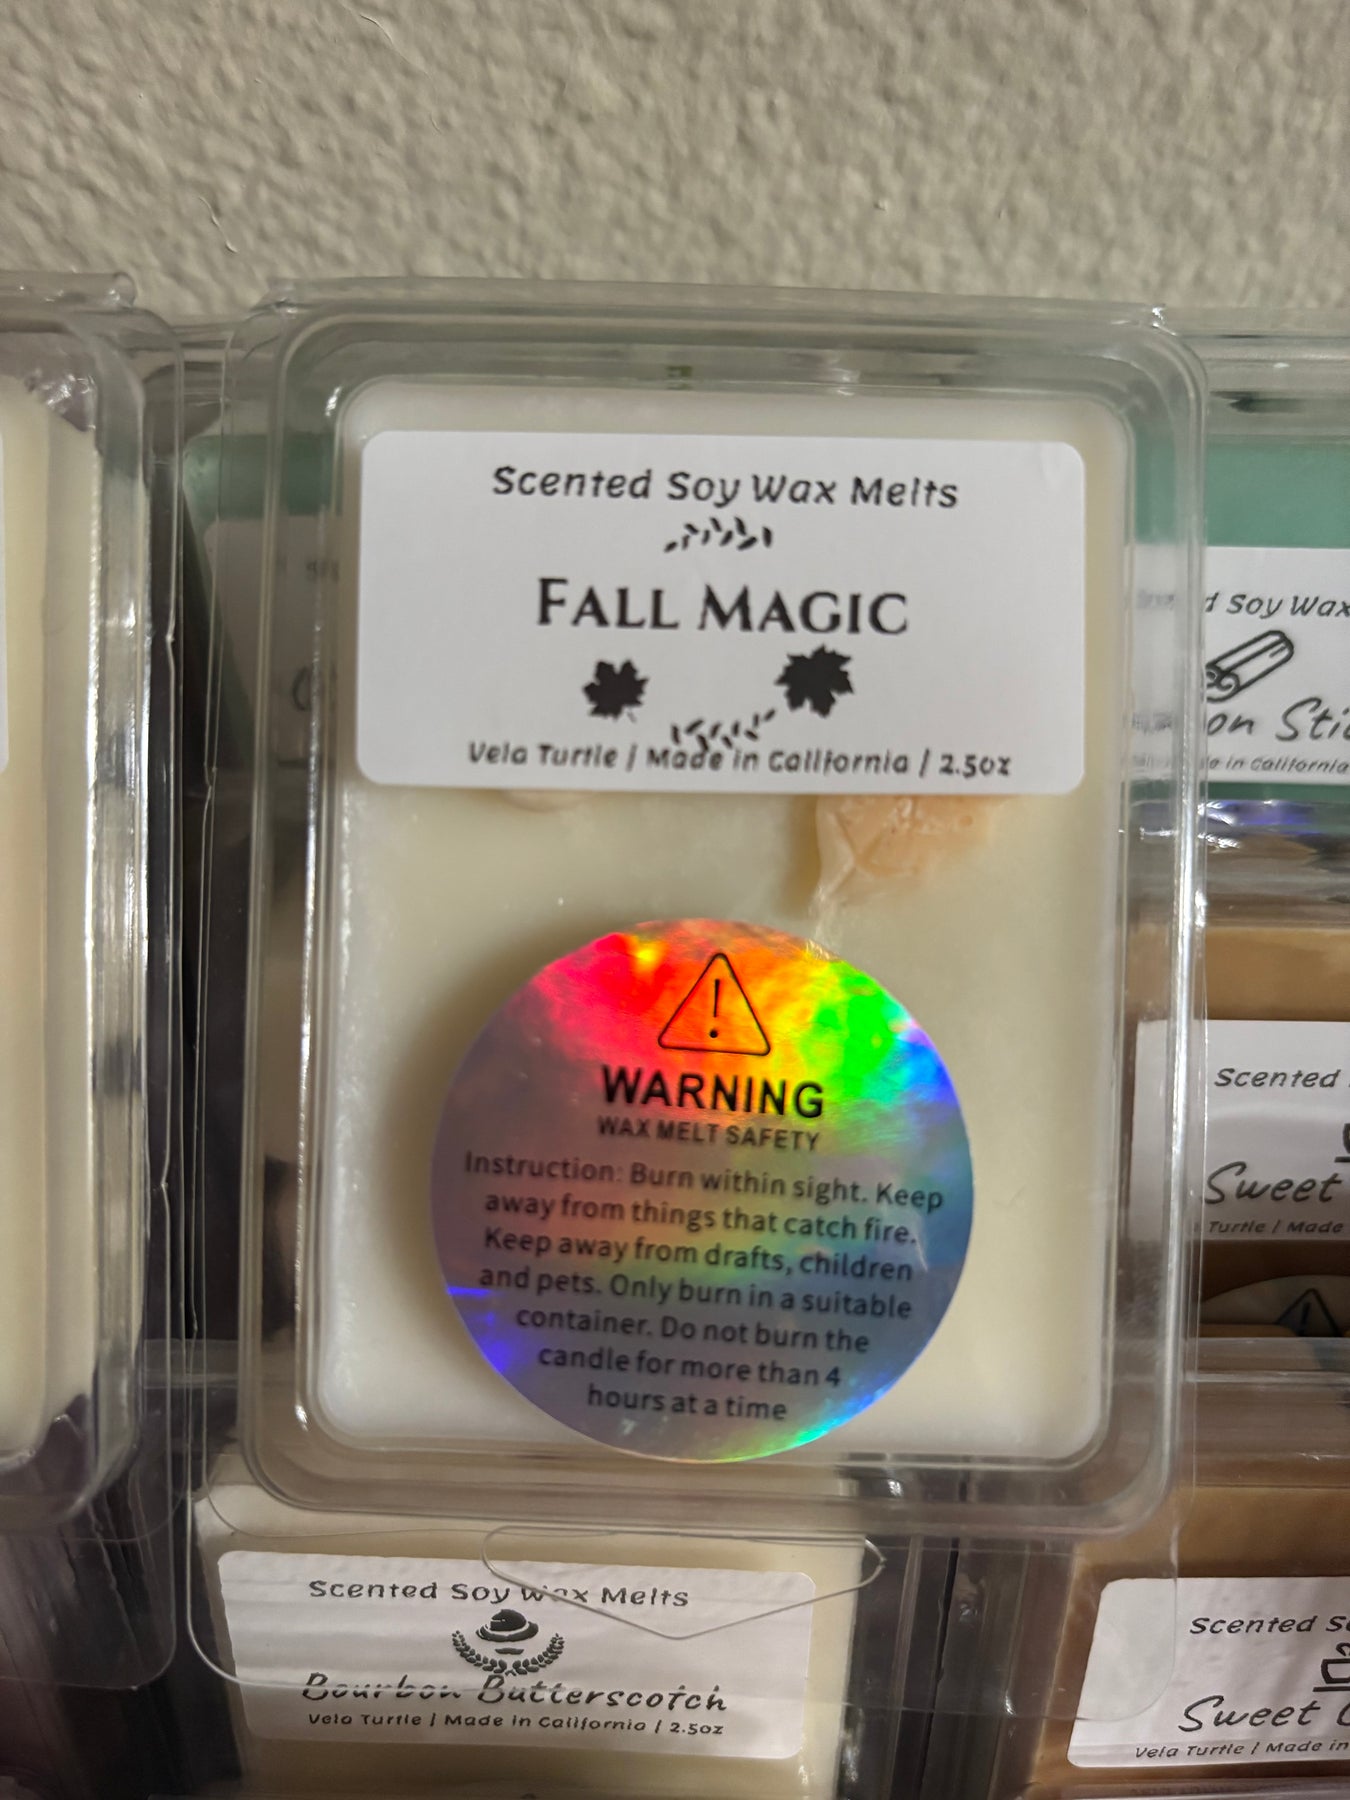 Scented Soy Wax Melts
FALL MAGIC
Vela Turtle | Made in California | 2.5oz
WARNING
WAX MELT SAFETY
Instruction: Burn within sight. Keep
away from things that catch fire.
Keep away from drafts, children
and pets. Only burn in a suitable
container. Do not burn the
candle for more than 4
hours at a time
Soy Wax
in California
Scented
Sweet
Turtle | Made
Scented Soy Wax Melts
Bourbon Butterscotch
Vela Turtle | Made in California | 2.5oz
Scented
Sweet
Vela Turtle | Made in